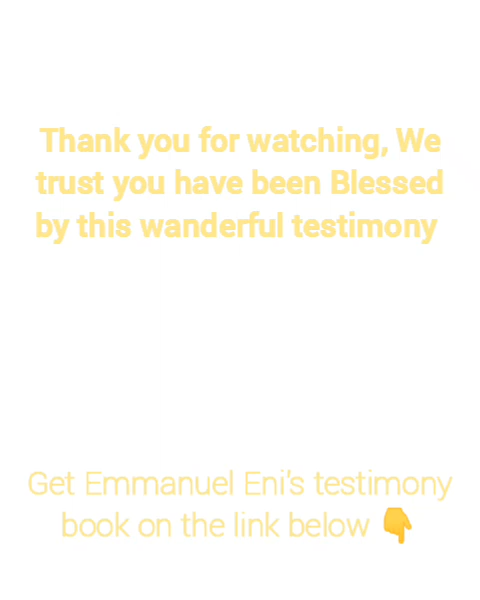 Thank you for watching, We
trust you have been Blessed
by this wanderful testimony
Get Emmanuel Eni's testimony
book on the link below 👇